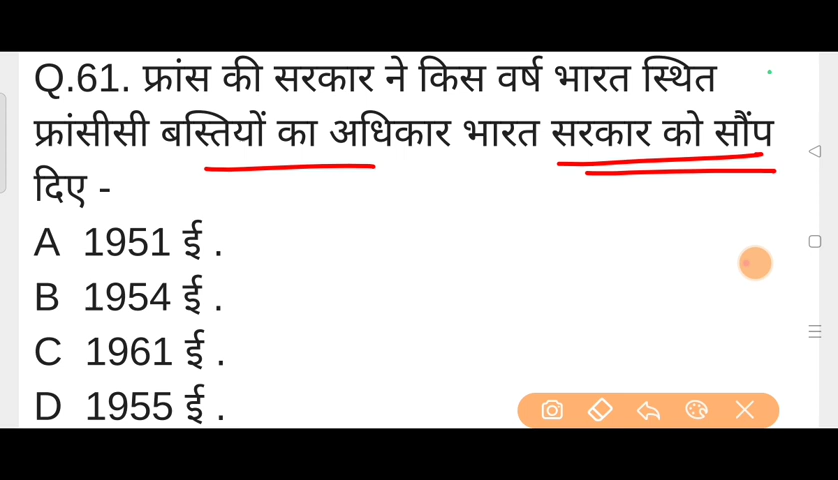 Q.61. फ्रांस की सरकार ने किस वर्ष भारत स्थित
फ्रांसीसी बस्तियों का अधिकार भारत सरकार को सौंप
दिए -
A 1951 ई .
B 1954 ई .
C 1961 ई .
D 1955 ई .